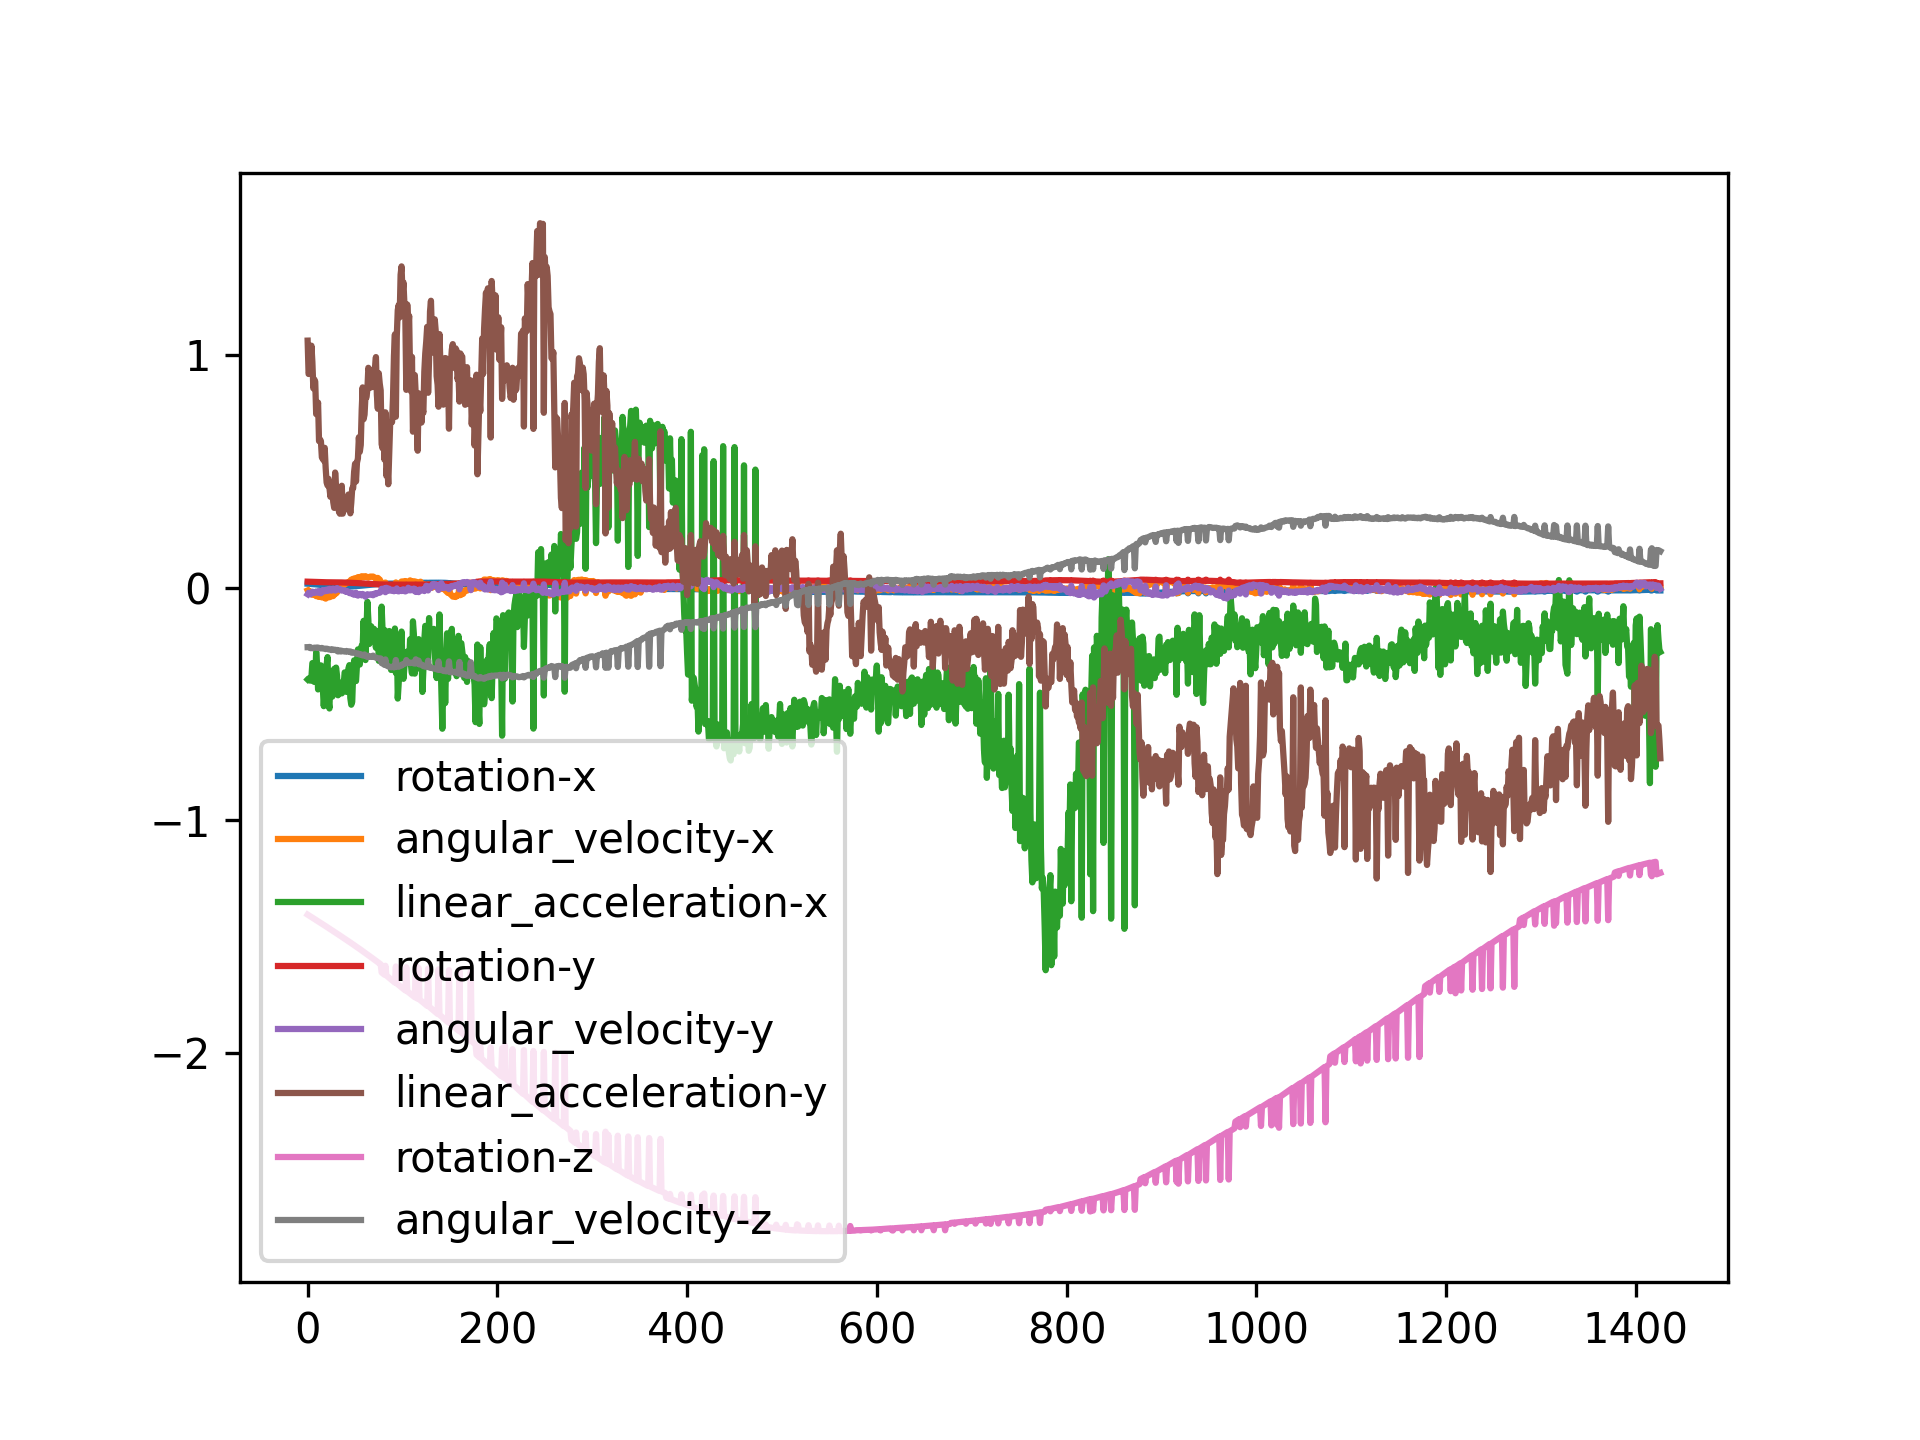 1
0
−1
−2
rotation-x
angular_velocity-x
linear_acceleration-x
rotation-y
angular_velocity-y
linear_acceleration-y
rotation-z
angular_velocity-z
0 200 400 600 800 1000 1200 1400